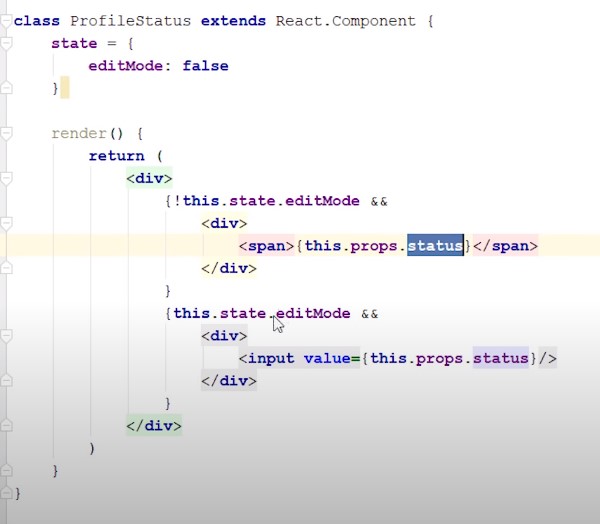 class ProfileStatus extends React.Component {
    state = {
        editMode: false
    }

    render() {
        return (
            <div>
                {!this.state.editMode &&
                    <div>
                        <span>{this.props.status}</span>
                    </div>
                }
                {this.state.editMode &&
                    <div>
                        <input value={this.props.status}/>
                    </div>
                }
            </div>
        )
    }
}